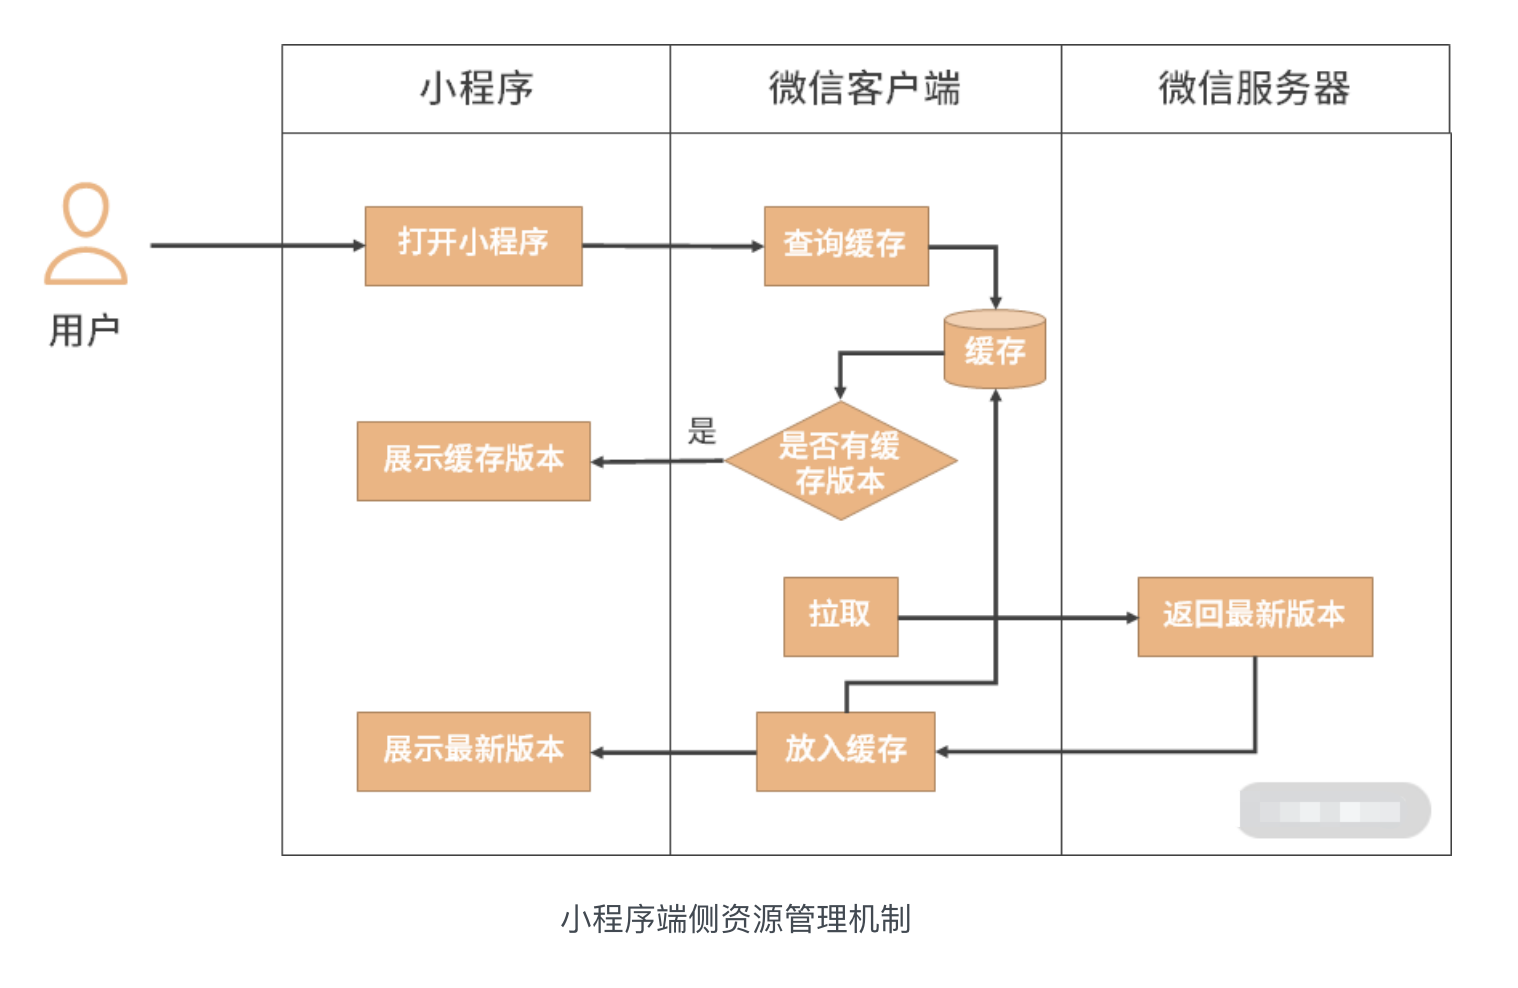 小程序
微信客户端
微信服务器
用户
打开小程序
查询缓存
缓存
是
展示缓存版本
是否有缓
存版本
拉取
返回最新版本
展示最新版本
放入缓存
小程序端侧资源管理机制